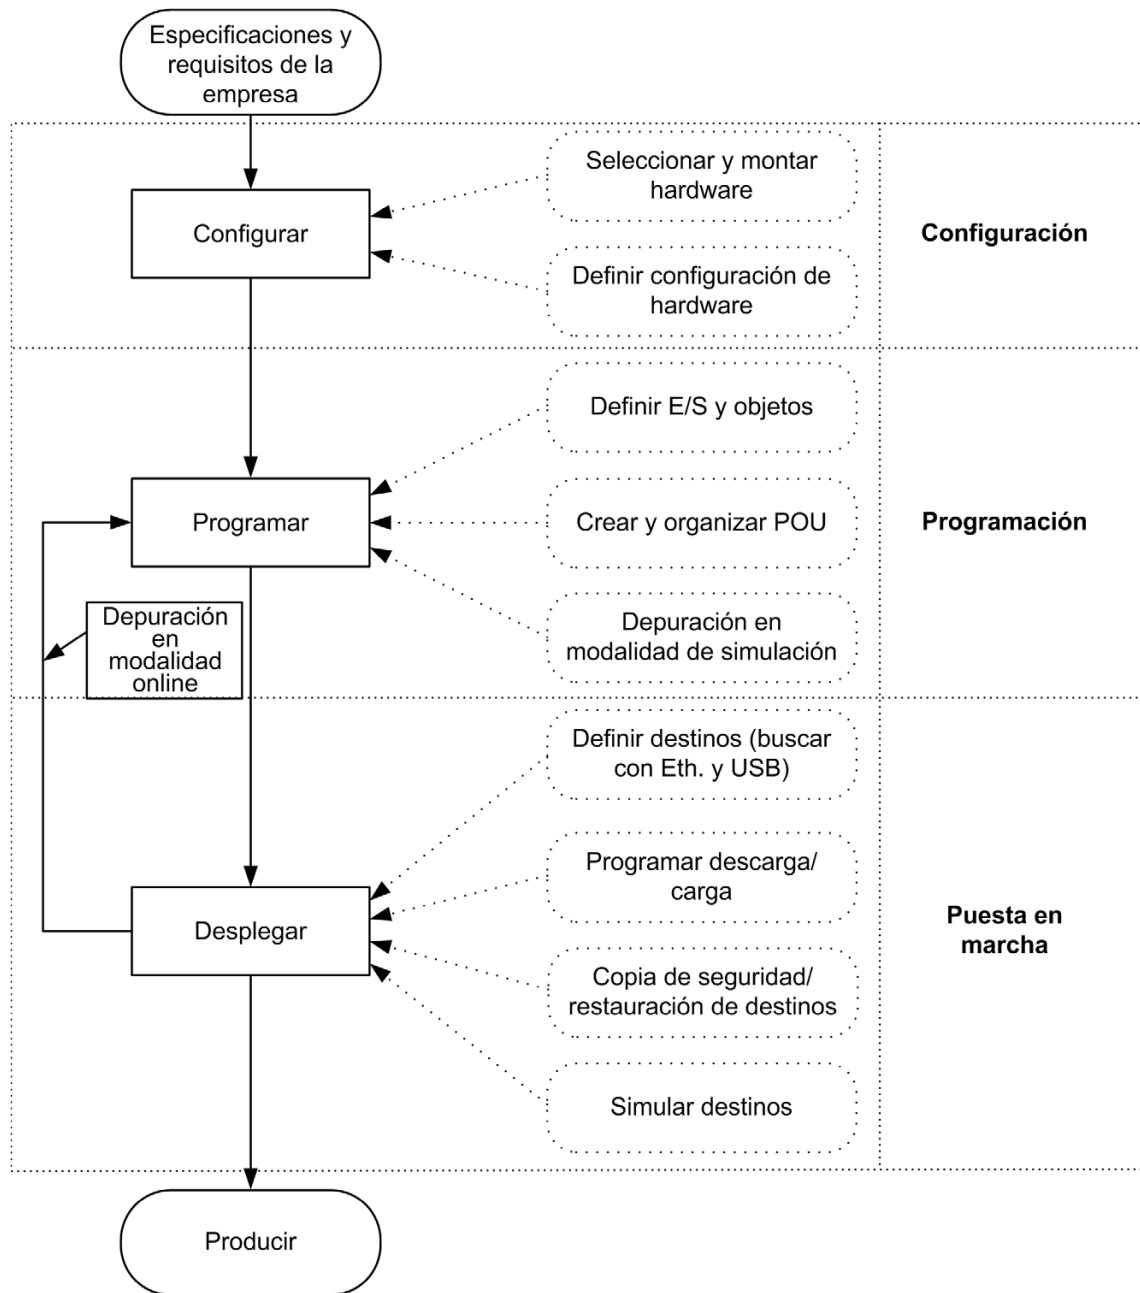 Especificaciones y
requisitos de la
empresa
Seleccionar y montar
hardware
Configurar
Configuración
Definir configuración de
hardware
Definir E/S y objetos
Programar
Crear y organizar POU
Programación
Depuración
en
modalidad
online
Depuración en
modalidad de simulación
Definir destinos (buscar
con Eth. y USB)
Programar descarga/
carga
Desplegar
Puesta en
marcha
Copia de seguridad/
restauración de destinos
Simular destinos
Producir